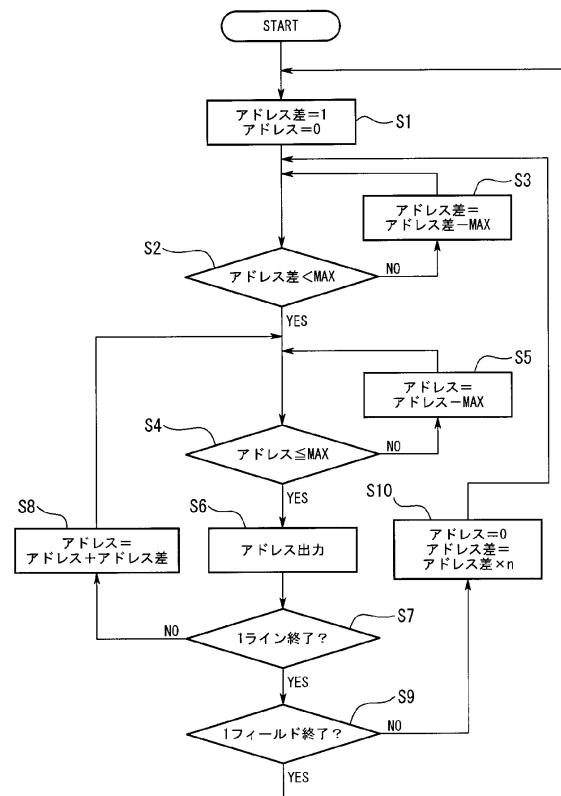 START
アドレス差=1
アドレス=0
S1
S3
アドレス差=
アドレス差-MAX
S2
アドレス差<MAX
NO
YES
S5
アドレス=
アドレス-MAX
S4
アドレス≦MAX
NO
YES
S8
アドレス=
アドレス+アドレス差
S6
アドレス出力
S10
アドレス=0
アドレス差=
アドレス差×n
S7
1ライン終了?
NO
YES
S9
1フィールド終了?
NO
YES